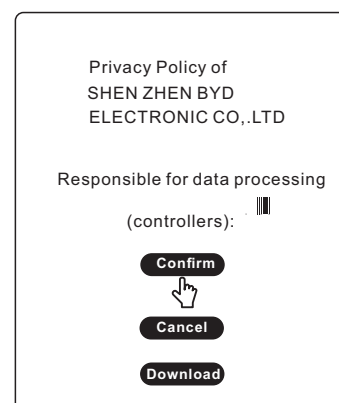 Privacy Policy of
SHEN ZHEN BYD
ELECTRONIC CO,.LTD
Responsible for data processing
(controllers):
Confirm
Cancel
Download